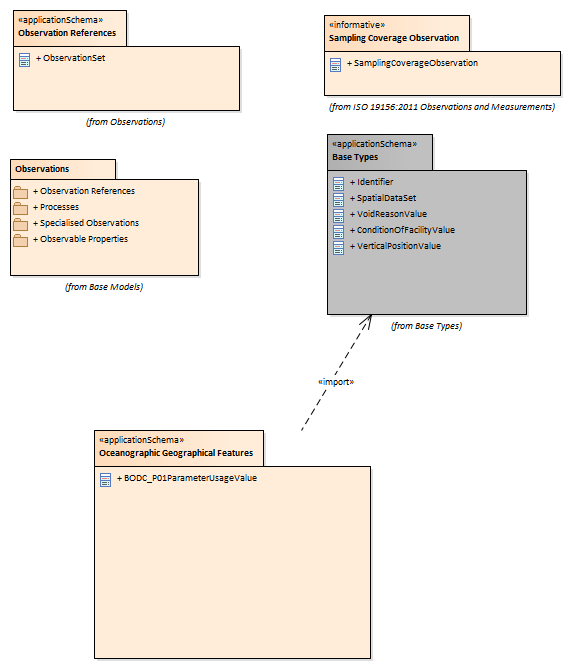 «applicationSchema»
Observation References
+ ObservationSet
(from Observations)
«informative»
Sampling Coverage Observation
+ SamplingCoverageObservation
(from ISO 19156:2011 Observations and Measurements)
Observations
+ Observation References
+ Processes
+ Specialised Observations
+ Observable Properties
(from Base Models)
«applicationSchema»
Base Types
+ Identifier
+ SpatialDataSet
+ VoidReasonValue
+ ConditionOfFacilityValue
+ VerticalPositionValue
(from Base Types)
«import»
«applicationSchema»
Oceanographic Geographical Features
+ BODC_P01ParameterUsageValue